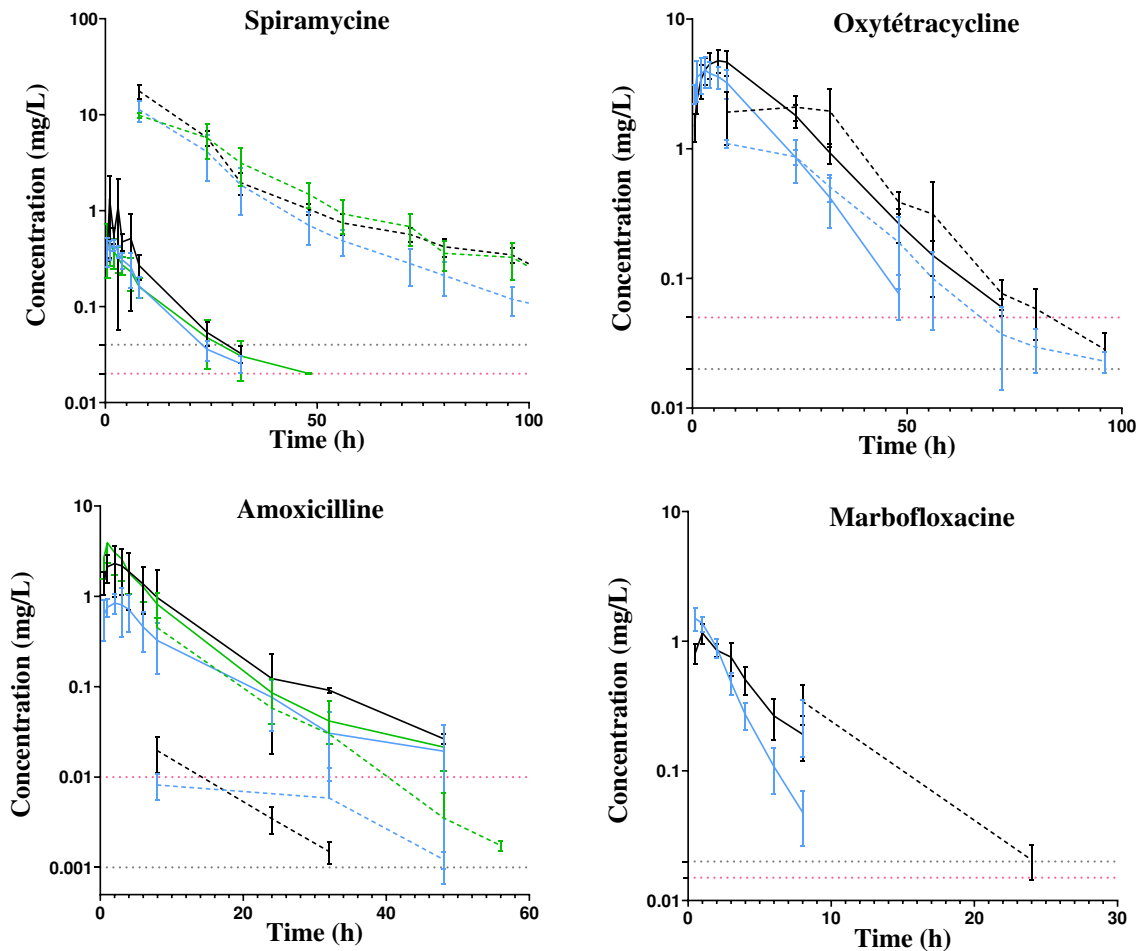 Spiramycine
Concentration (mg/L)
100
10
1
0.1
0.01
0
50
100
Time (h)
Oxytétracycline
Concentration (mg/L)
10
1
0.1
0.01
0
50
100
Time (h)
Amoxicilline
Concentration (mg/L)
10
1
0.1
0.01
0.001
0
20
40
60
Time (h)
Marbofloxacine
Concentration (mg/L)
10
1
0.1
0.01
0
10
20
30
Time (h)